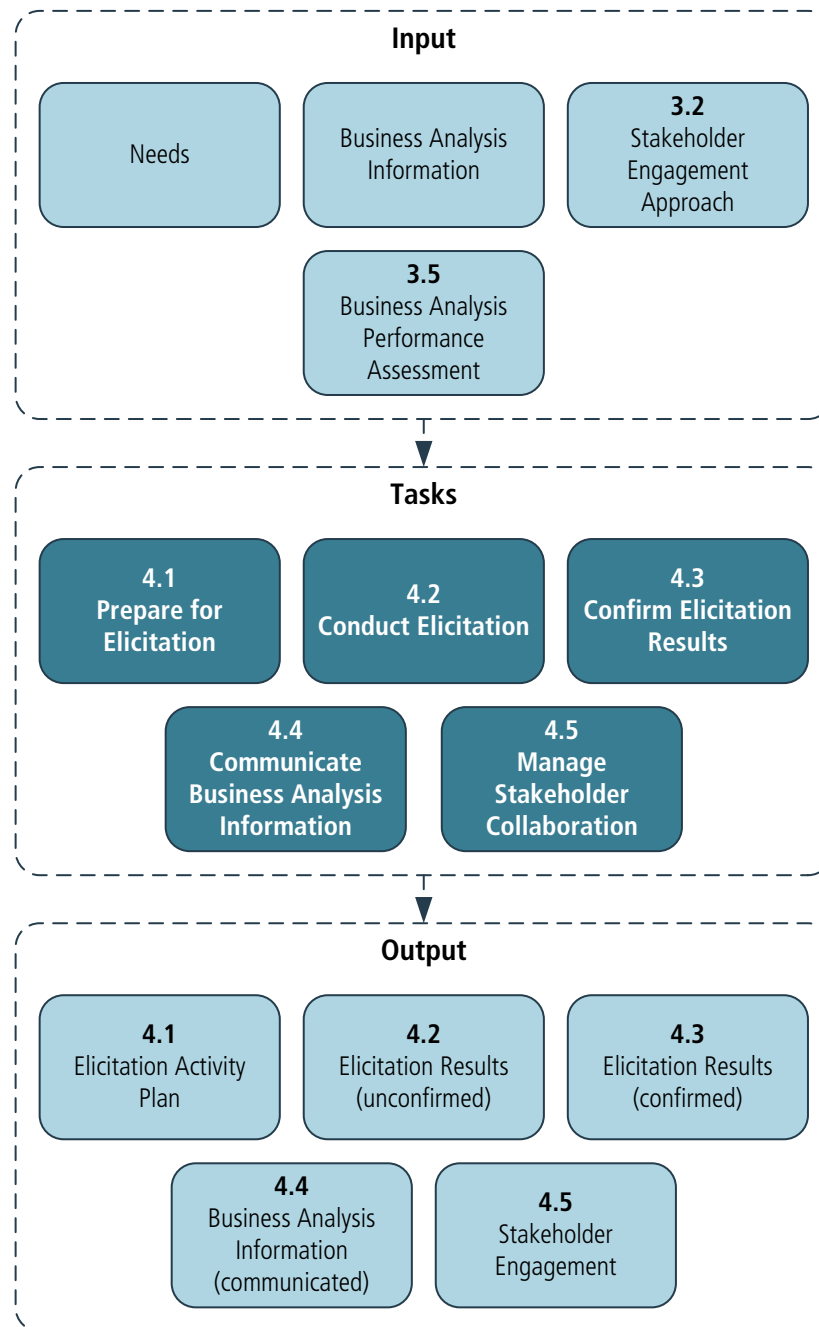 Input
Needs
Business Analysis
Information
3.2
Stakeholder
Engagement
Approach
3.5
Business Analysis
Performance
Assessment
Tasks
4.1
Prepare for
Elicitation
4.2
Conduct Elicitation
4.3
Confirm Elicitation
Results
4.4
Communicate
Business Analysis
Information
4.5
Manage
Stakeholder
Collaboration
Output
4.1
Elicitation Activity
Plan
4.2
Elicitation Results
(unconfirmed)
4.3
Elicitation Results
(confirmed)
4.4
Business Analysis
Information
(communicated)
4.5
Stakeholder
Engagement